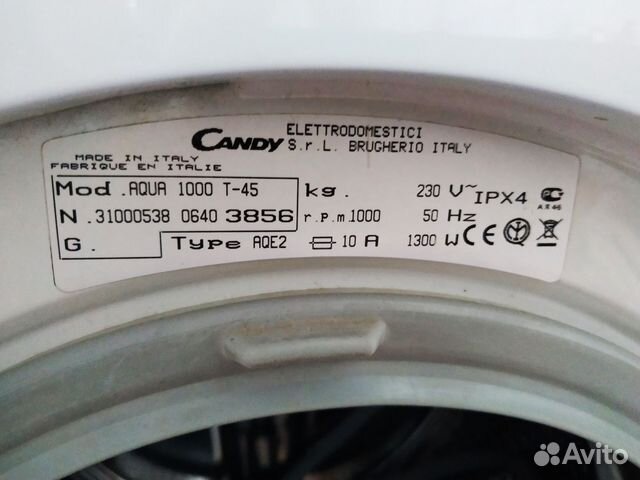 CANDY ELETTRODOMESTICI
S.r.L. BRUGHERIO ITALY
MADE IN ITALY
FABRIQUE EN ITALIE
Mod .AQUA 1000 T-45 kg. 230 V~ IPX4
N.31000538 0640 3856 r.p.m.1000 50 Hz
G. Type AQE2 10 A 1300 W CE
Avito